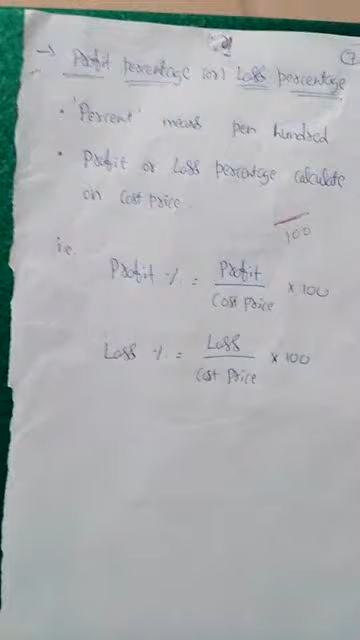 → Profit percentage (or) Loss percentage
• 'Percent' means per hundred
• Profit or Loss percentage calculate
on Cost price.
/100
i.e.
Profit % = Profit / Cost price × 100
Loss % = Loss / Cost price × 100